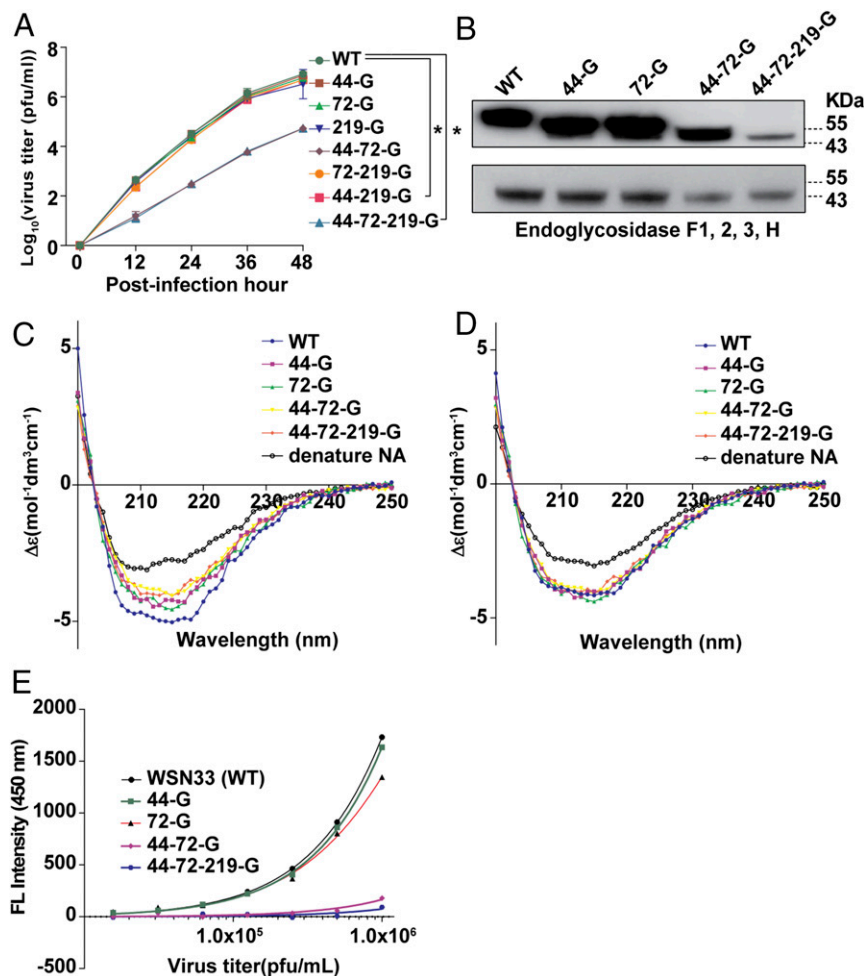 A
Log10(virus titer (pfu/ml))
8
6
4
2
0
0 12 24 36 48
Post-infection hour
WT
44-G
72-G
219-G
44-72-G
72-219-G
44-219-G
44-72-219-G
* *
B
WT 44-G 72-G 44-72-G 44-72-219-G
KDa
55
43
55
43
Endoglycosidase F1, 2, 3, H
C
Δε(mol⁻¹dm³cm⁻¹)
5
0
-5
210 220 230 240 250
Wavelength (nm)
WT
44-G
72-G
44-72-G
44-72-219-G
denature NA
D
Δε(mol⁻¹dm³cm⁻¹)
5
0
-5
210 220 230 240 250
Wavelength (nm)
WT
44-G
72-G
44-72-G
44-72-219-G
denature NA
E
FL Intensity (450 nm)
2000
1500
1000
500
0
-500
1.0x10⁵ 1.0x10⁶
Virus titer(pfu/mL)
WSN33 (WT)
44-G
72-G
44-72-G
44-72-219-G